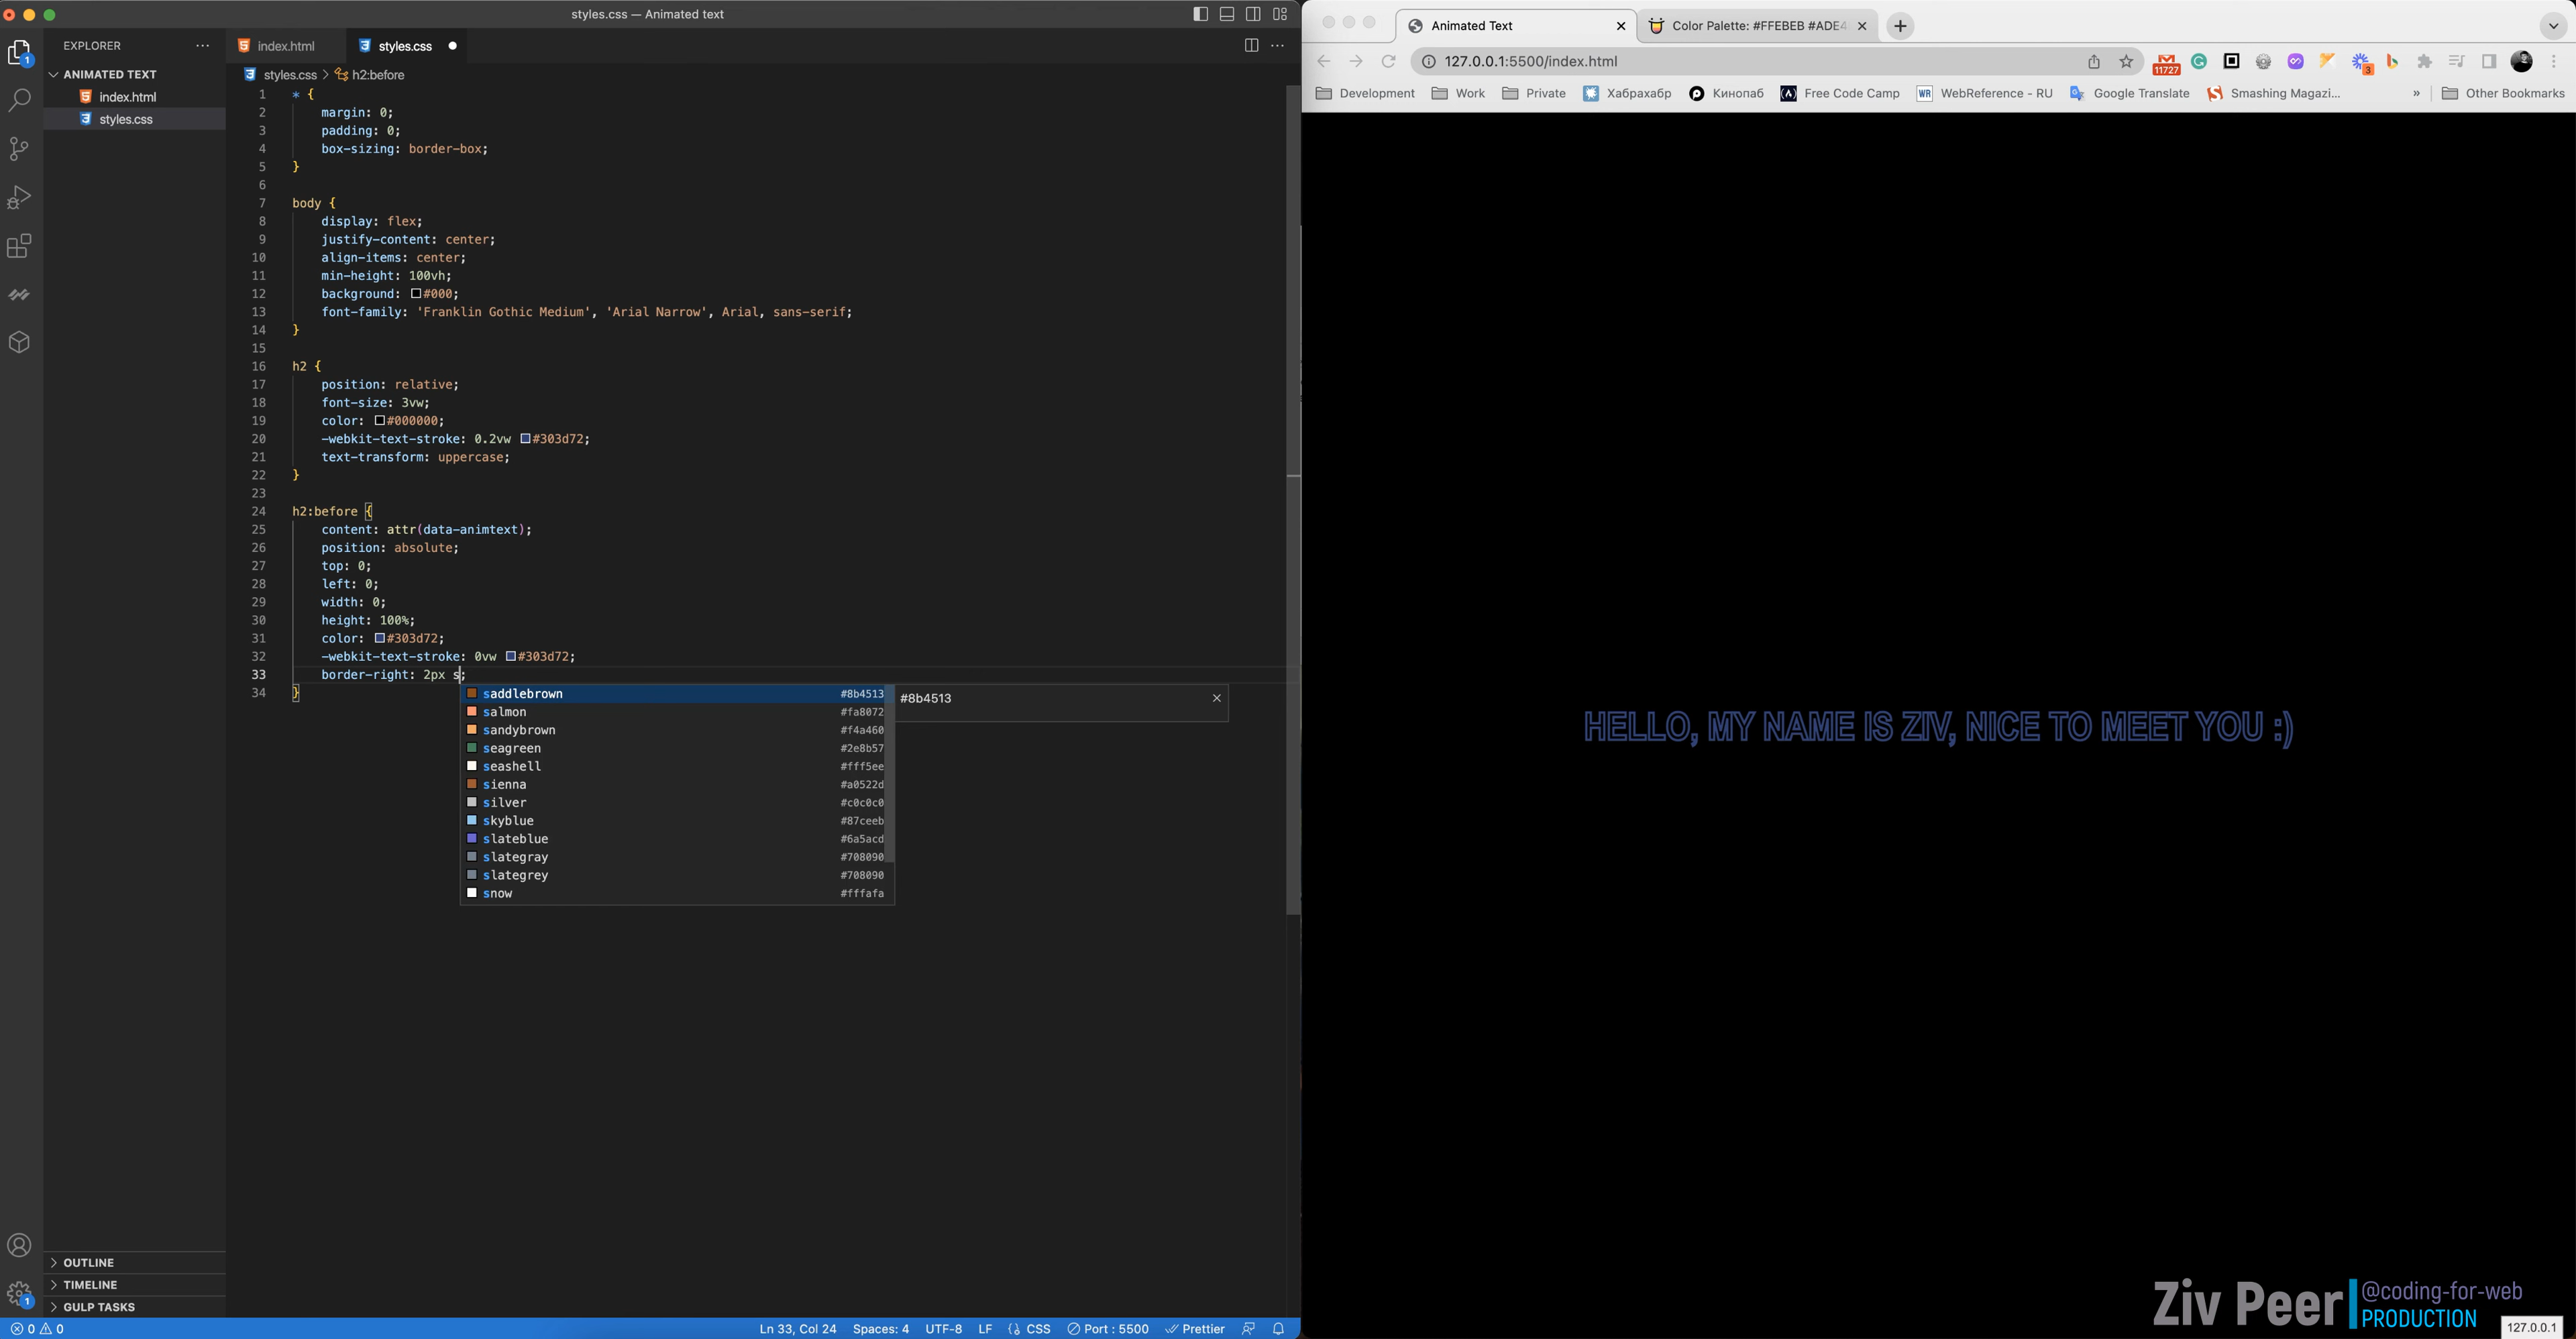 styles.css — Animated text
EXPLORER
ANIMATED TEXT
index.html
styles.css
OUTLINE
TIMELINE
GULP TASKS
1
1
index.html
styles.css
styles.css > h2:before
1 * {
2 margin: 0;
3 padding: 0;
4 box-sizing: border-box;
5 }
6
7 body {
8 display: flex;
9 justify-content: center;
10 align-items: center;
11 min-height: 100vh;
12 background: #000;
13 font-family: 'Franklin Gothic Medium', 'Arial Narrow', Arial, sans-serif;
14 }
15
16 h2 {
17 position: relative;
18 font-size: 3vw;
19 color: #000000;
20 -webkit-text-stroke: 0.2vw #303d72;
21 text-transform: uppercase;
22 }
23
24 h2:before {
25 content: attr(data-animtext);
26 position: absolute;
27 top: 0;
28 left: 0;
29 width: 0;
30 height: 100%;
31 color: #303d72;
32 -webkit-text-stroke: 0vw #303d72;
33 border-right: 2px s;
34 }
saddlebrown #8b4513
salmon #fa8072
sandybrown #f4a460
seagreen #2e8b57
seashell #fff5ee
sienna #a0522d
silver #c0c0c0
skyblue #87ceeb
slateblue #6a5acd
slategray #708090
slategrey #708090
snow #fffafa
#8b4513
0 0
Ln 33, Col 24 Spaces: 4 UTF-8 LF {} CSS Port : 5500 Prettier
Animated Text
Color Palette: #FFEBEB #ADE4
127.0.0.1:5500/index.html
11727
3
Development Work Private Хабрахабр Кинопаб Free Code Camp WR WebReference - RU Google Translate Smashing Magazi... » Other Bookmarks
HELLO, MY NAME IS ZIV, NICE TO MEET YOU :)
Ziv Peer
@coding-for-web
PRODUCTION
127.0.0.1